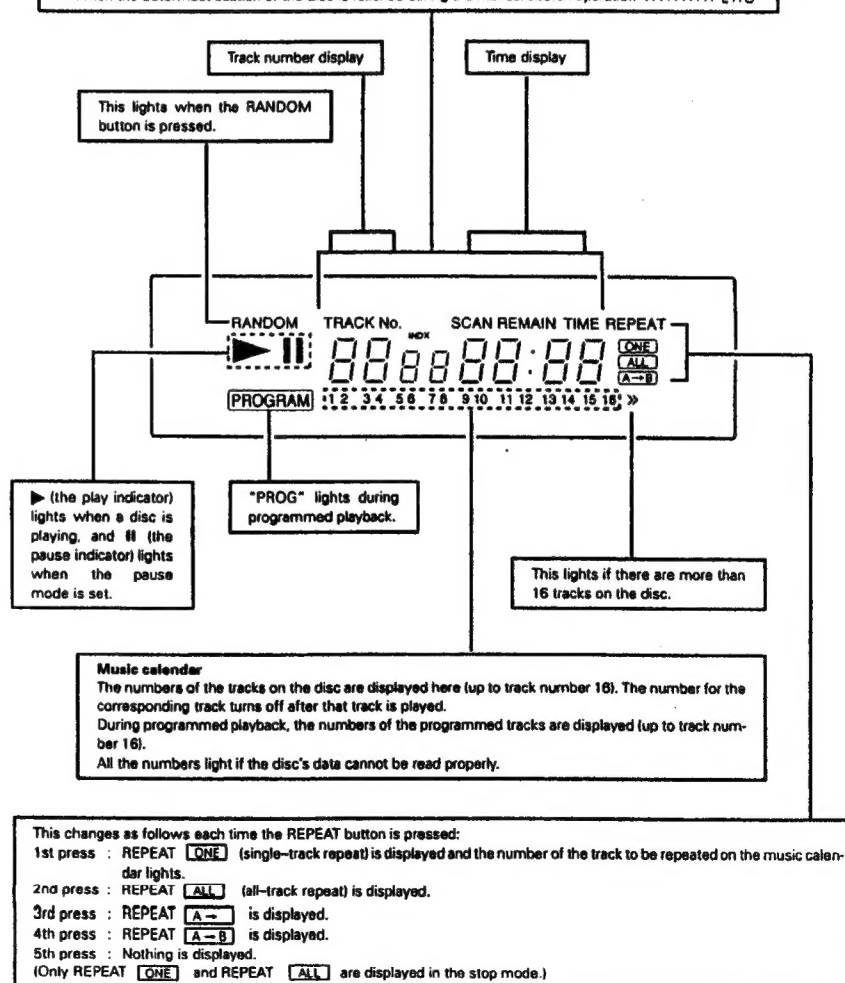 Track number display
Time display
This lights when the RANDOM
button is pressed.
RANDOM TRACK No. INDX SCAN REMAIN TIME REPEAT
▶ II 88 88 88:88 ONE
ALL
A→B
PROGRAM 1 2 3 4 5 6 7 8 9 10 11 12 13 14 15 16 »
▶ (the play indicator)
lights when a disc is
playing, and II (the
pause indicator) lights
when the pause
mode is set.
"PROG" lights during
programmed playback.
This lights if there are more than
16 tracks on the disc.
Music calendar
The numbers of the tracks on the disc are displayed here (up to track number 16). The number for the
corresponding track turns off after that track is played.
During programmed playback, the numbers of the programmed tracks are displayed (up to track num-
ber 16).
All the numbers light if the disc's data cannot be read properly.
This changes as follows each time the REPEAT button is pressed:
1st press : REPEAT ONE (single–track repeat) is displayed and the number of the track to be repeated on the music calen-
dar lights.
2nd press : REPEAT ALL (all–track repeat) is displayed.
3rd press : REPEAT A→ is displayed.
4th press : REPEAT A→B is displayed.
5th press : Nothing is displayed.
(Only REPEAT ONE and REPEAT ALL are displayed in the stop mode.)